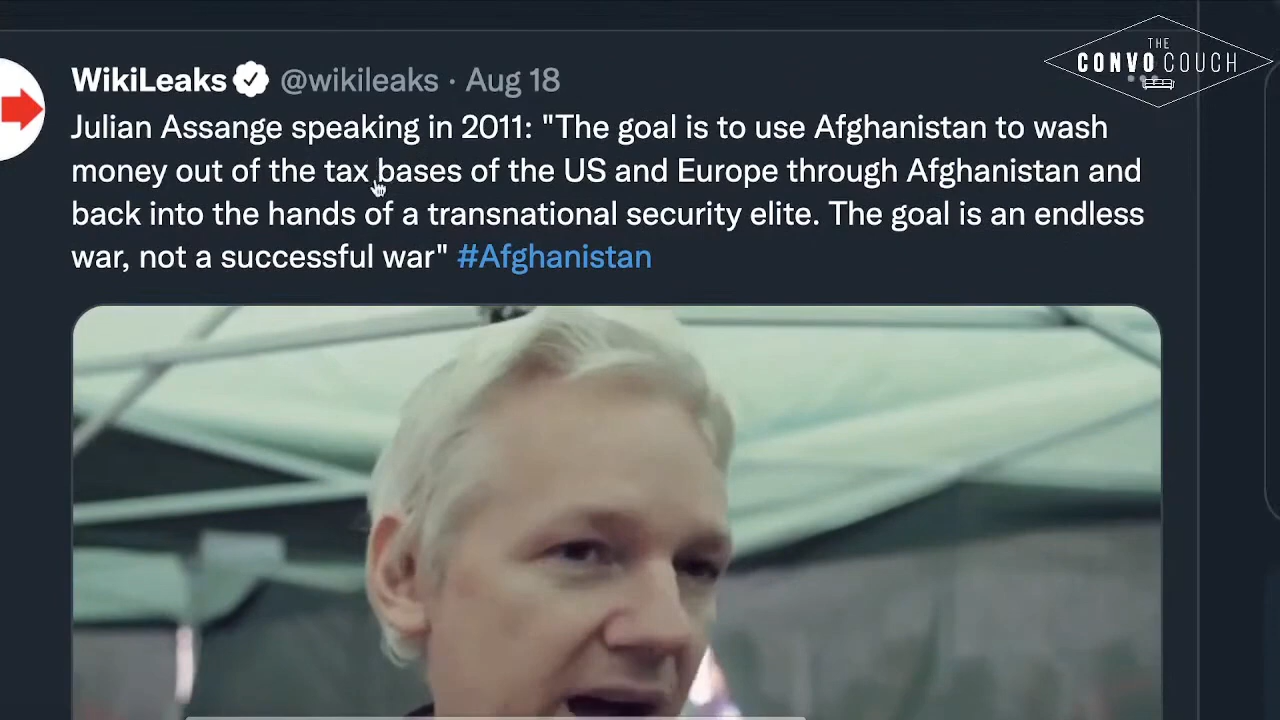 WikiLeaks @wikileaks · Aug 18
Julian Assange speaking in 2011: "The goal is to use Afghanistan to wash
money out of the tax bases of the US and Europe through Afghanistan and
back into the hands of a transnational security elite. The goal is an endless
war, not a successful war" #Afghanistan
THE
CONVO COUCH